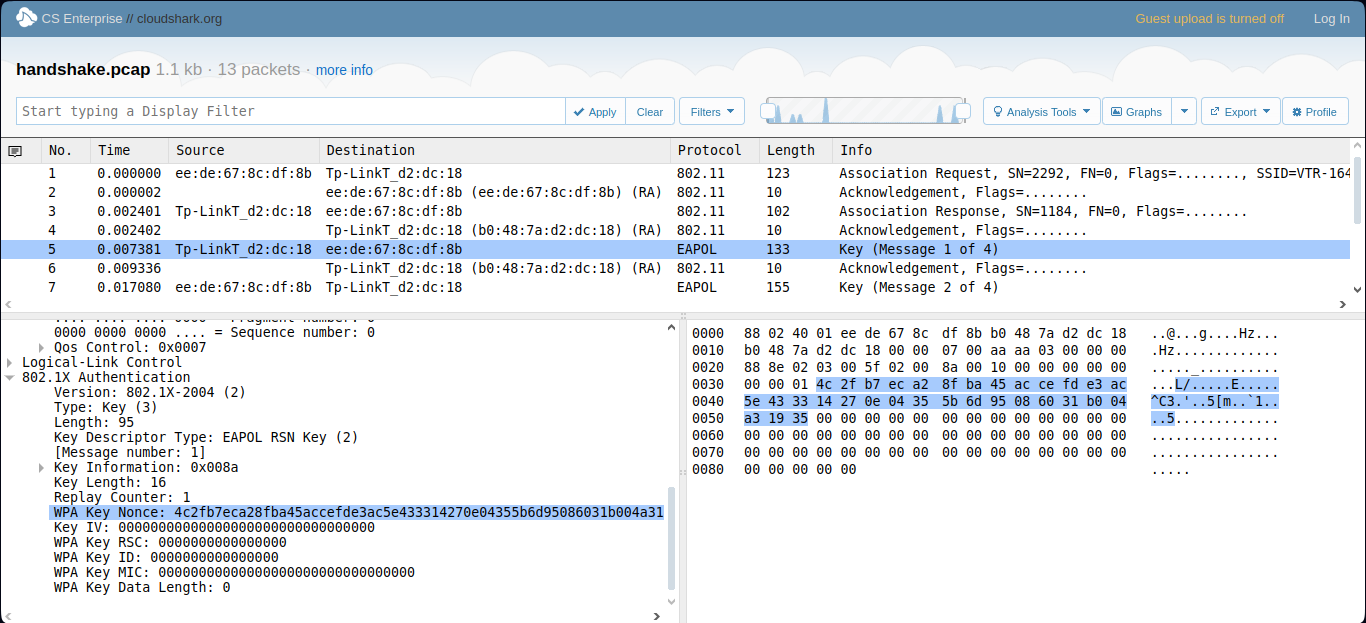 CS Enterprise // cloudshark.org
Guest upload is turned off
Log In
handshake.pcap 1.1 kb · 13 packets · more info
Start typing a Display Filter
Apply
Clear
Filters
Analysis Tools
Graphs
Export
Profile
No. Time Source Destination Protocol Length Info
1 0.000000 ee:de:67:8c:df:8b Tp-LinkT_d2:dc:18 802.11 123 Association Request, SN=2292, FN=0, Flags=........, SSID=VTR-164
2 0.000002 ee:de:67:8c:df:8b (ee:de:67:8c:df:8b) (RA) 802.11 10 Acknowledgement, Flags=........
3 0.002401 Tp-LinkT_d2:dc:18 ee:de:67:8c:df:8b 802.11 102 Association Response, SN=1184, FN=0, Flags=........
4 0.002402 Tp-LinkT_d2:dc:18 (b0:48:7a:d2:dc:18) (RA) 802.11 10 Acknowledgement, Flags=........
5 0.007381 Tp-LinkT_d2:dc:18 ee:de:67:8c:df:8b EAPOL 133 Key (Message 1 of 4)
6 0.009336 Tp-LinkT_d2:dc:18 (b0:48:7a:d2:dc:18) (RA) 802.11 10 Acknowledgement, Flags=........
7 0.017080 ee:de:67:8c:df:8b Tp-LinkT_d2:dc:18 EAPOL 155 Key (Message 2 of 4)
.... .... .... 0000 = Fragment number: 0
0000 0000 0000 .... = Sequence number: 0
Qos Control: 0x0007
Logical-Link Control
802.1X Authentication
Version: 802.1X-2004 (2)
Type: Key (3)
Length: 95
Key Descriptor Type: EAPOL RSN Key (2)
[Message number: 1]
Key Information: 0x008a
Key Length: 16
Replay Counter: 1
WPA Key Nonce: 4c2fb7eca28fba45accefde3ac5e433314270e04355b6d95086031b004a31
Key IV: 00000000000000000000000000000000
WPA Key RSC: 0000000000000000
WPA Key ID: 0000000000000000
WPA Key MIC: 00000000000000000000000000000000
WPA Key Data Length: 0
0000 88 02 40 01 ee de 67 8c df 8b b0 48 7a d2 dc 18 ..@...g....Hz...
0010 b0 48 7a d2 dc 18 00 00 07 00 aa aa 03 00 00 00 .Hz.............
0020 88 8e 02 03 00 5f 02 00 8a 00 10 00 00 00 00 00 ....._..........
0030 00 00 01 4c 2f b7 ec a2 8f ba 45 ac ce fd e3 ac ...L/.....E.....
0040 5e 43 33 14 27 0e 04 35 5b 6d 95 08 60 31 b0 04 ^C3.'..5[m..`1..
0050 a3 19 35 00 00 00 00 00 00 00 00 00 00 00 00 00 ..5.............
0060 00 00 00 00 00 00 00 00 00 00 00 00 00 00 00 00 ................
0070 00 00 00 00 00 00 00 00 00 00 00 00 00 00 00 00 ................
0080 00 00 00 00 00 .....